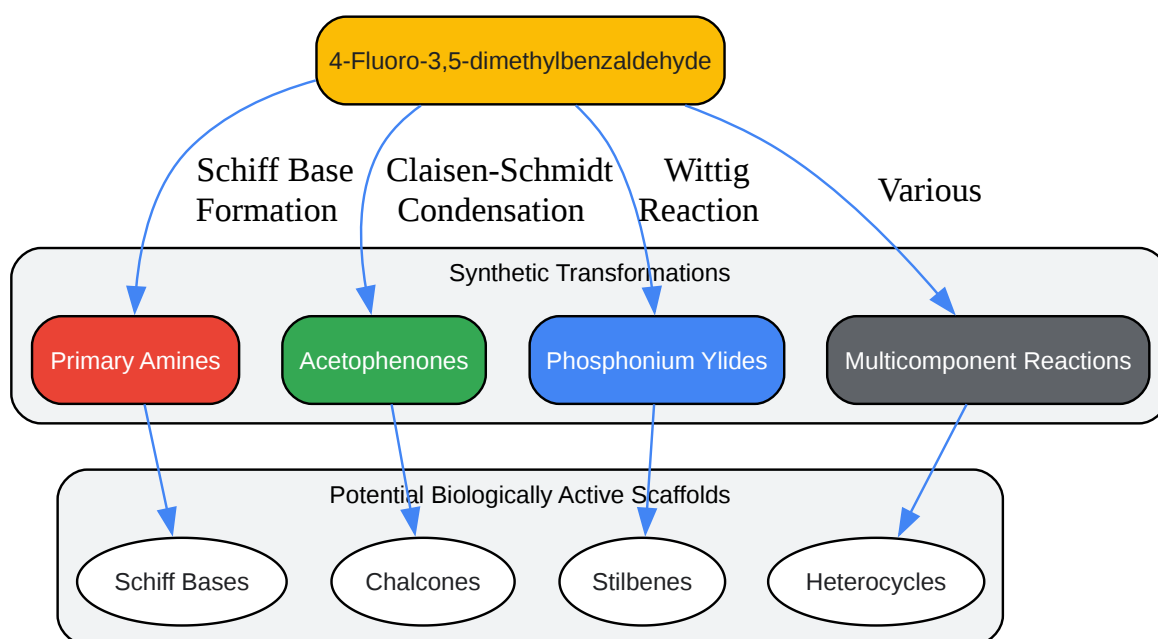 4-Fluoro-3,5-dimethylbenzaldehyde
Schiff Base
Formation
Claisen-Schmidt
Condensation
Wittig
Reaction
Various
Synthetic Transformations
Primary Amines
Acetophenones
Phosphonium Ylides
Multicomponent Reactions
Potential Biologically Active Scaffolds
Schiff Bases
Chalcones
Stilbenes
Heterocycles